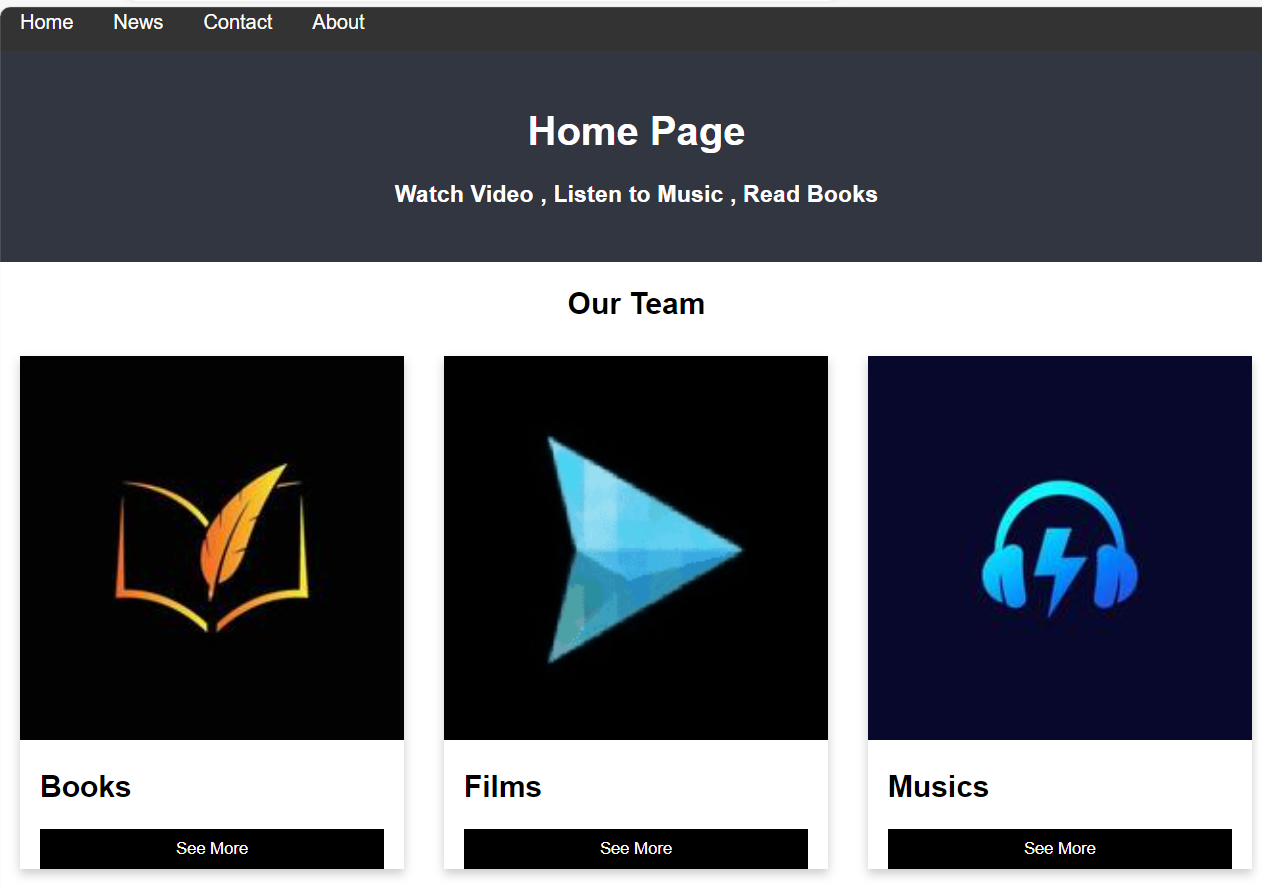 Home News Contact About
Home Page
Watch Video , Listen to Music , Read Books
Our Team
Books
See More
Films
See More
Musics
See More